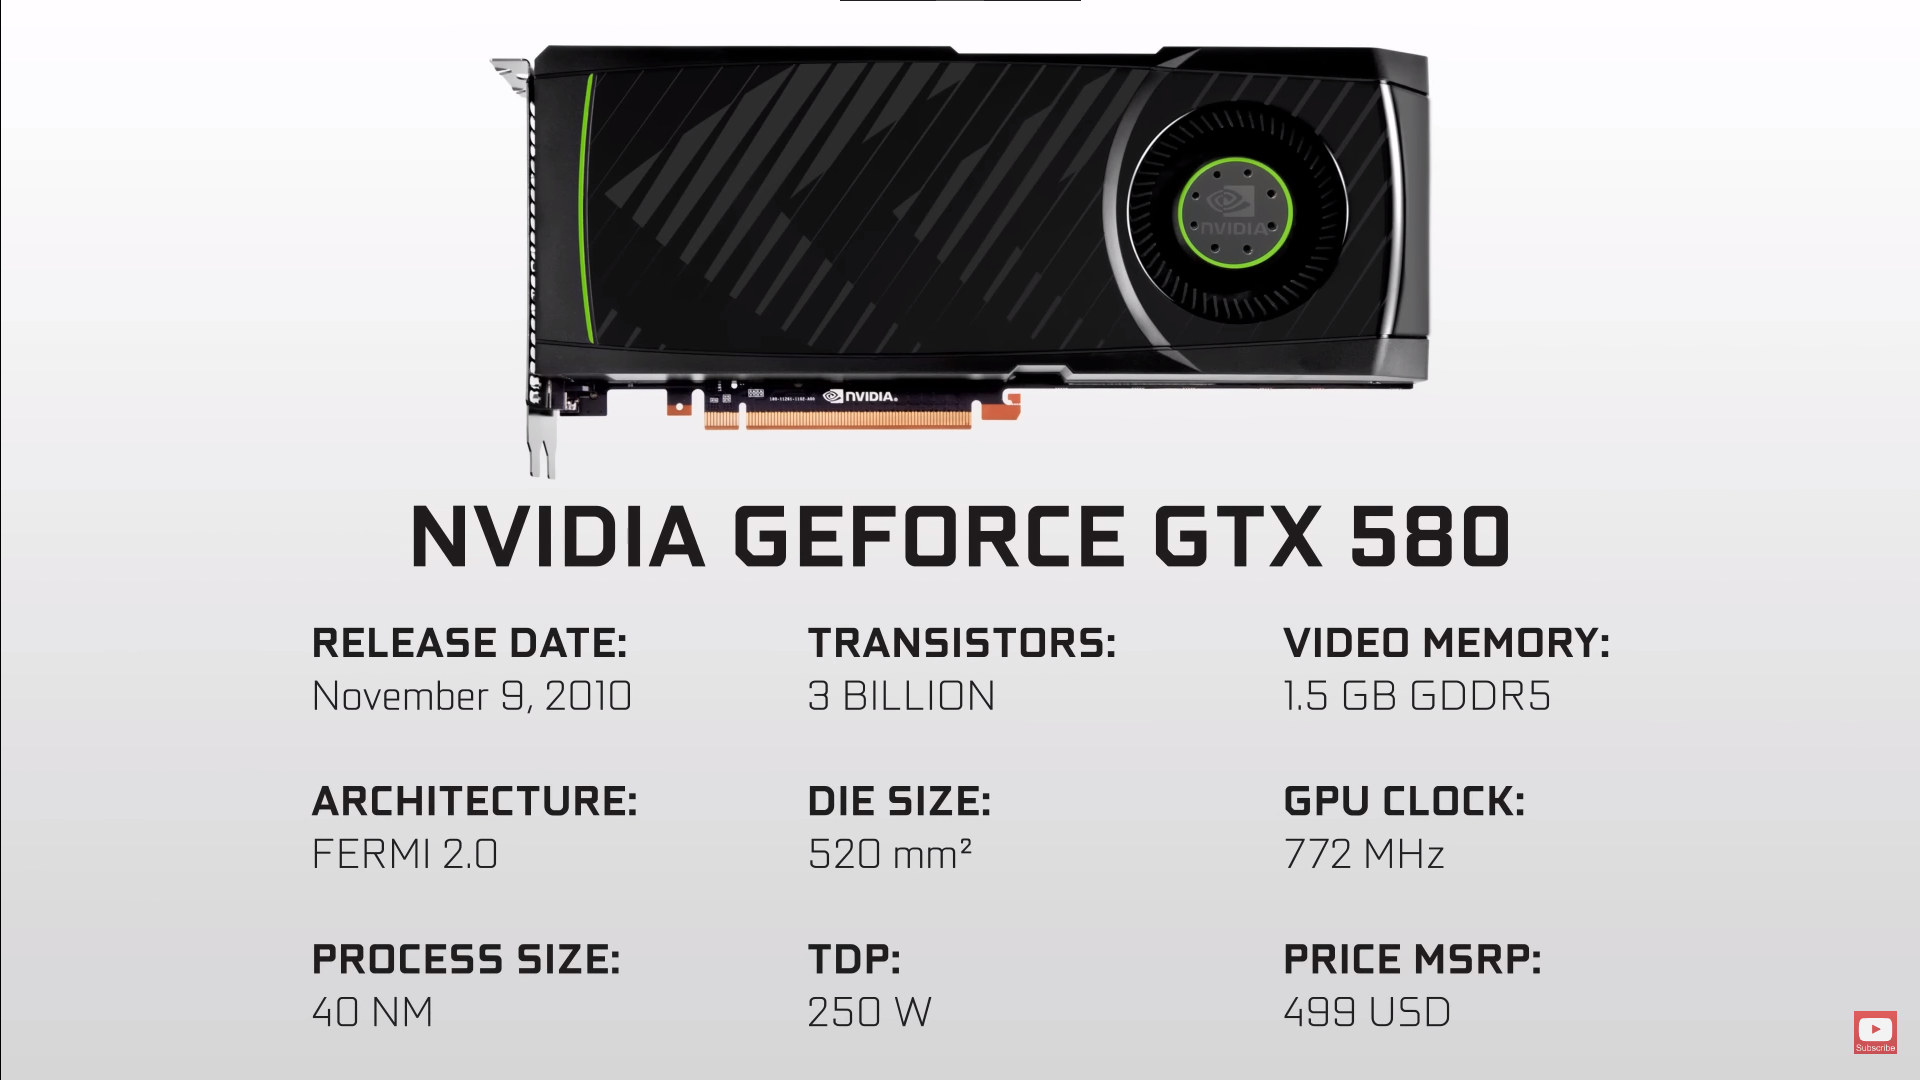 NVIDIA
NVIDIA.
NVIDIA GEFORCE GTX 580
RELEASE DATE:
November 9, 2010
TRANSISTORS:
3 BILLION
VIDEO MEMORY:
1.5 GB GDDR5
ARCHITECTURE:
FERMI 2.0
DIE SIZE:
520 mm²
GPU CLOCK:
772 MHz
PROCESS SIZE:
40 NM
TDP:
250 W
PRICE MSRP:
499 USD
Subscribe